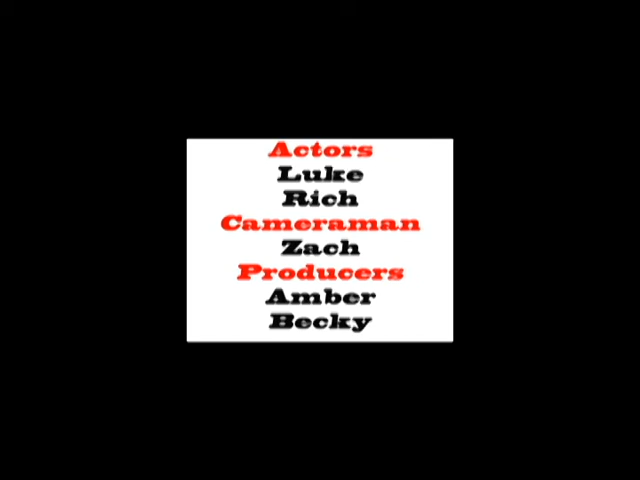 Actors
Luke
Rich
Cameraman
Zach
Producers
Amber
Becky